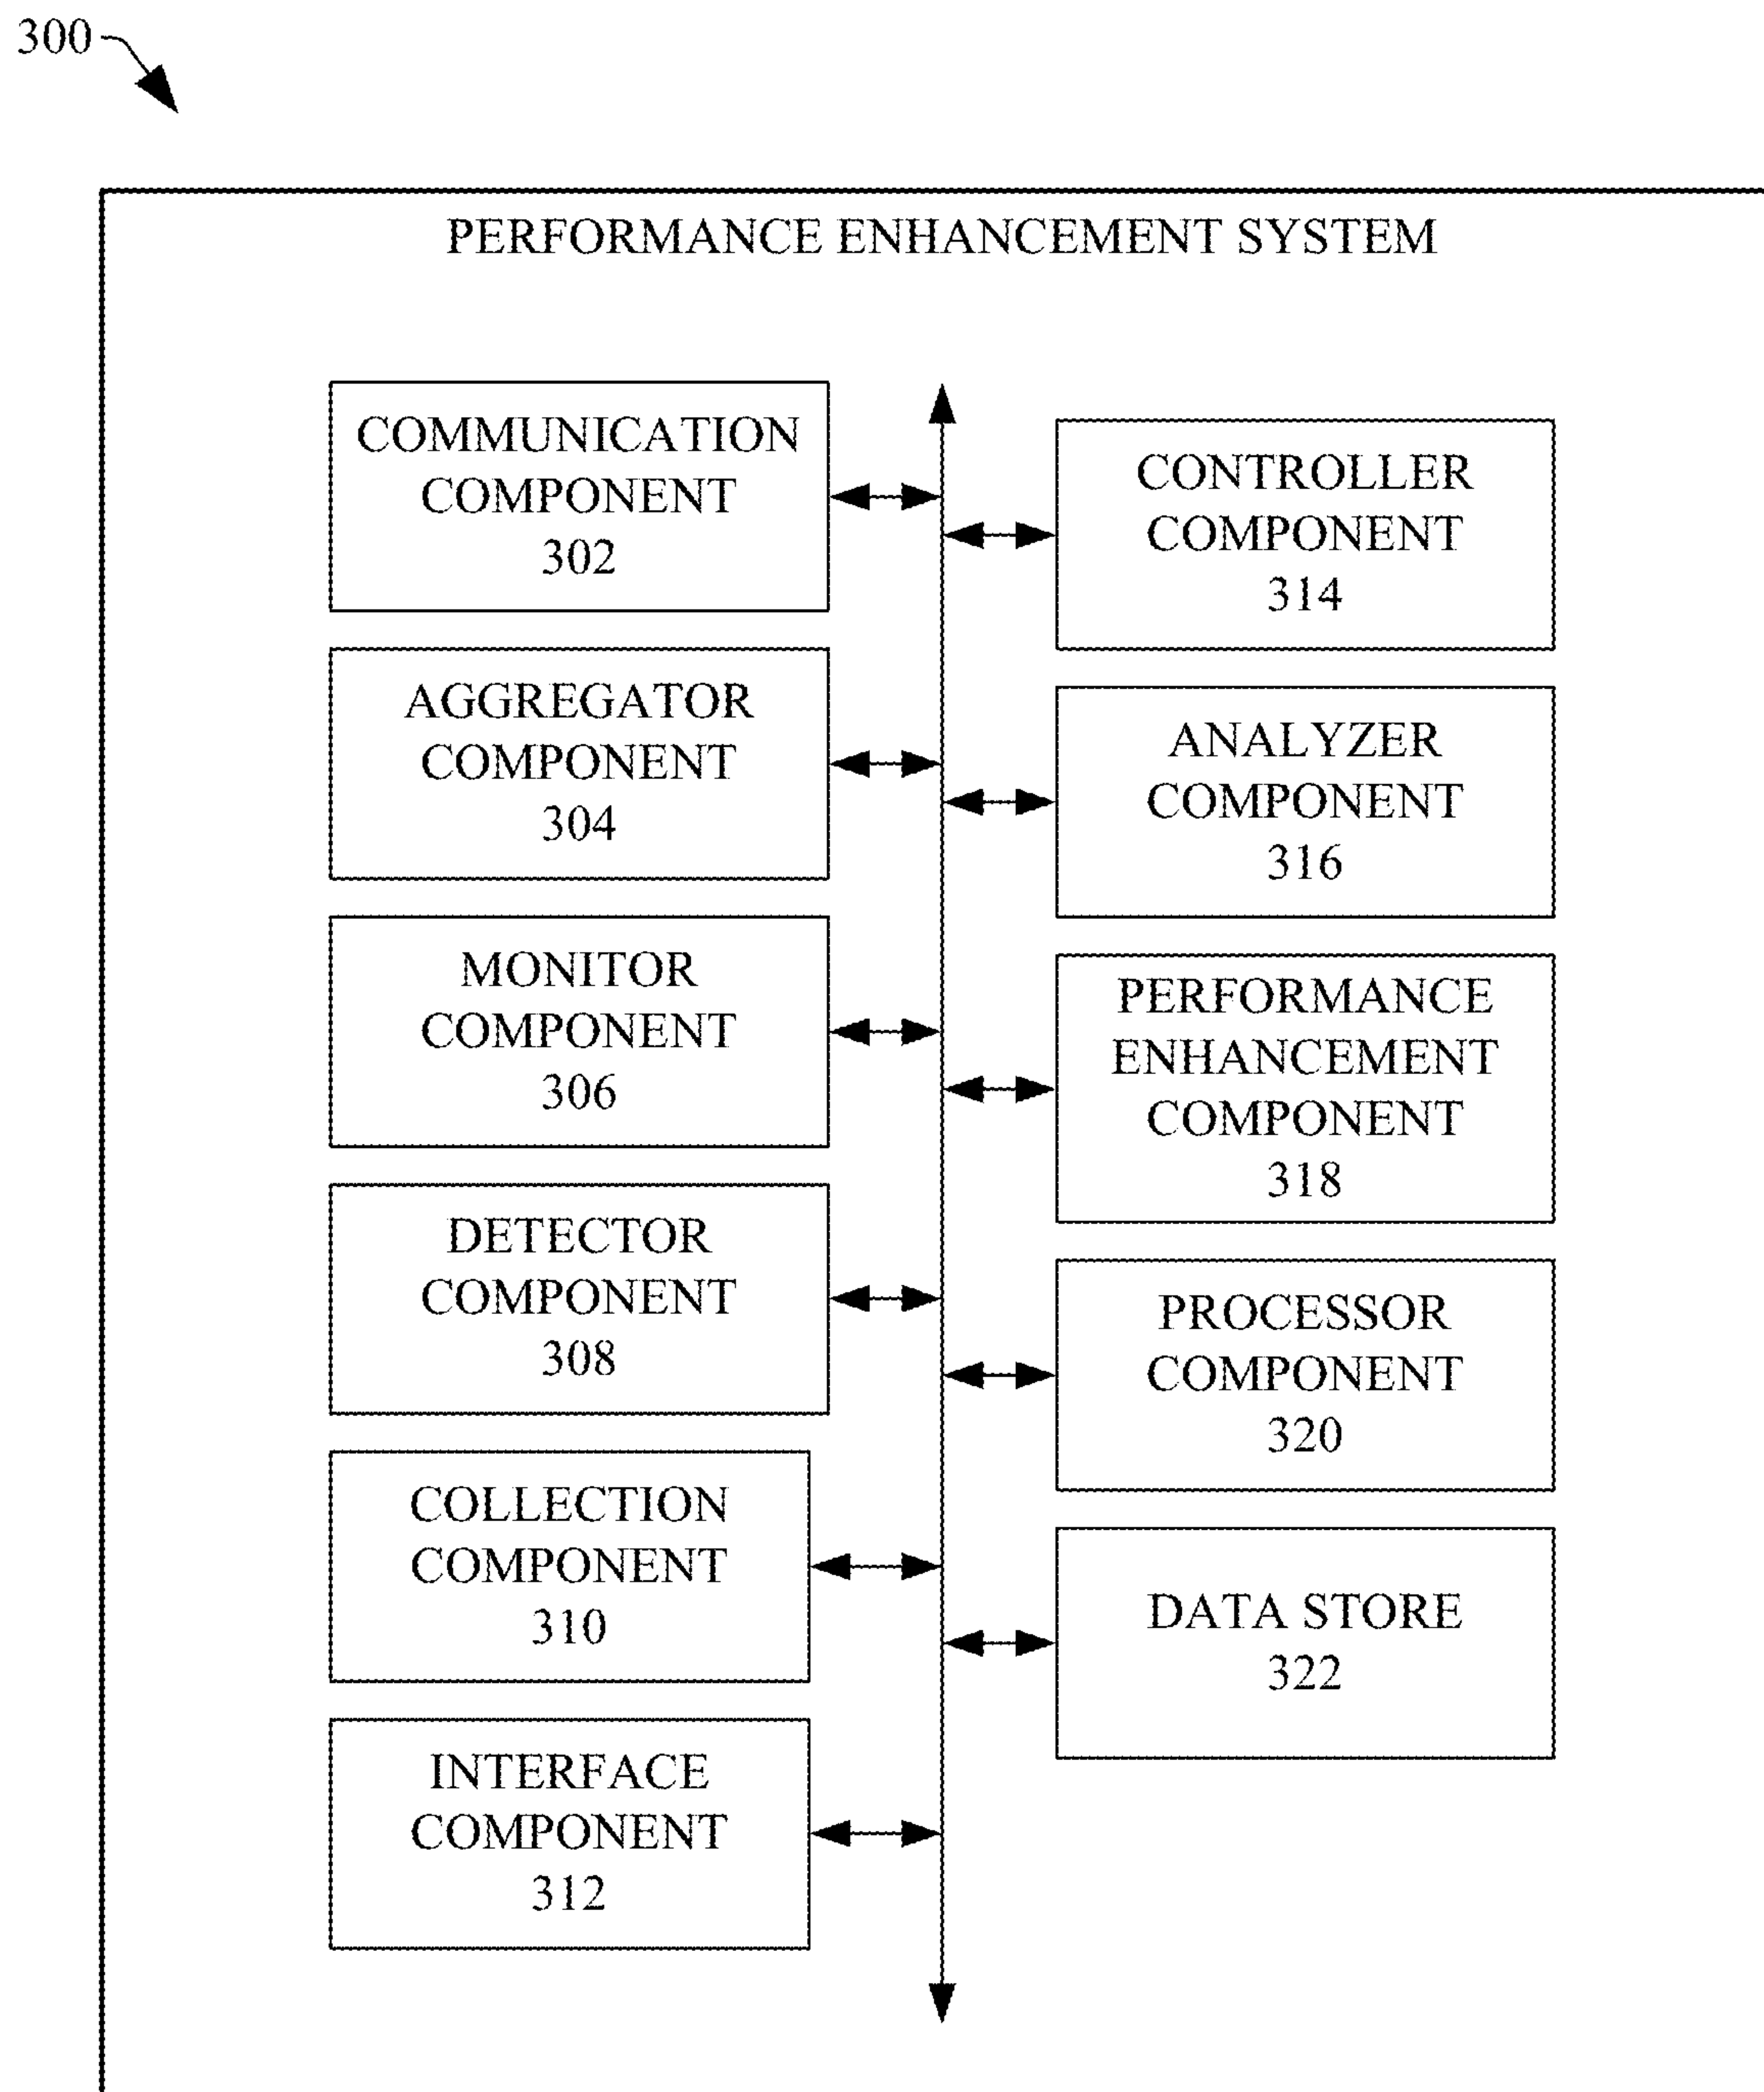 300
PERFORMANCE ENHANCEMENT SYSTEM
COMMUNICATION
COMPONENT
302
AGGREGATOR
COMPONENT
304
MONITOR
COMPONENT
306
DETECTOR
COMPONENT
308
COLLECTION
COMPONENT
310
INTERFACE
COMPONENT
312
CONTROLLER
COMPONENT
314
ANALYZER
COMPONENT
316
PERFORMANCE
ENHANCEMENT
COMPONENT
318
PROCESSOR
COMPONENT
320
DATA STORE
322